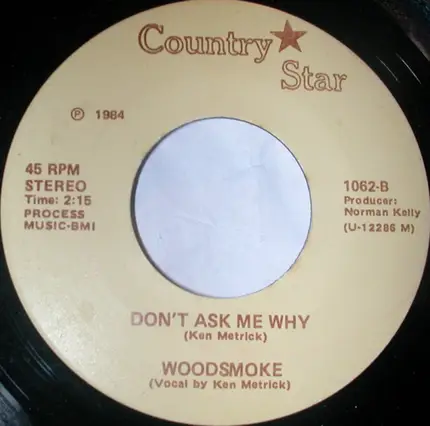 Country
Star
℗ 1984
45 RPM
STEREO
Time: 2:15
PROCESS
MUSIC-BMI
1062-B
Producer:
Norman Kelly
(U-12286 M)
DON'T ASK ME WHY
(Ken Metrick)
WOODSMOKE
(Vocal by Ken Metrick)